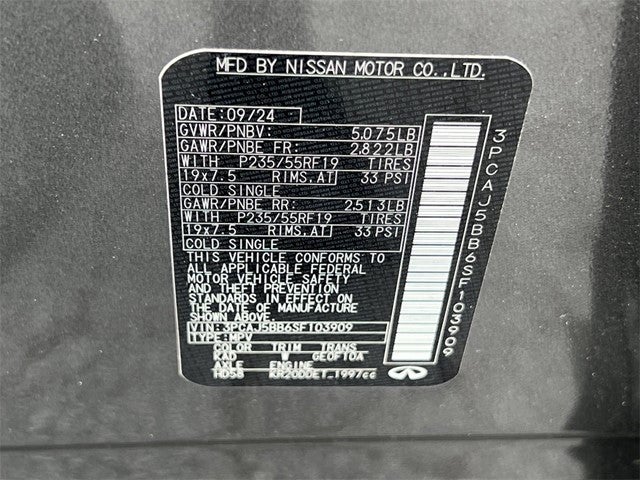 MFD BY NISSAN MOTOR CO.,LTD.
DATE: 09/24
GVWR/PNBV: 5,075LB
GAWR/PNBE FR: 2,822LB
WITH P235/55RF19 TIRES
19x7.5 RIMS,AT 33 PSI
COLD SINGLE
GAWR/PNBE RR: 2,513LB
WITH P235/55RF19 TIRES
19x7.5 RIMS,AT 33 PSI
COLD SINGLE
THIS VEHICLE CONFORMS TO
ALL APPLICABLE FEDERAL
MOTOR VEHICLE SAFETY
AND THEFT PREVENTION
STANDARDS IN EFFECT ON
THE DATE OF MANUFACTURE
SHOWN ABOVE.
VIN: 3PCAJ5BB6SF103909
TYPE: MPV
COLOR TRIM TRANS
KAD W GE0F10A
AXLE ENGINE
HD58 KR20DDET 1997cc
3PCAJ5BB6SF103909